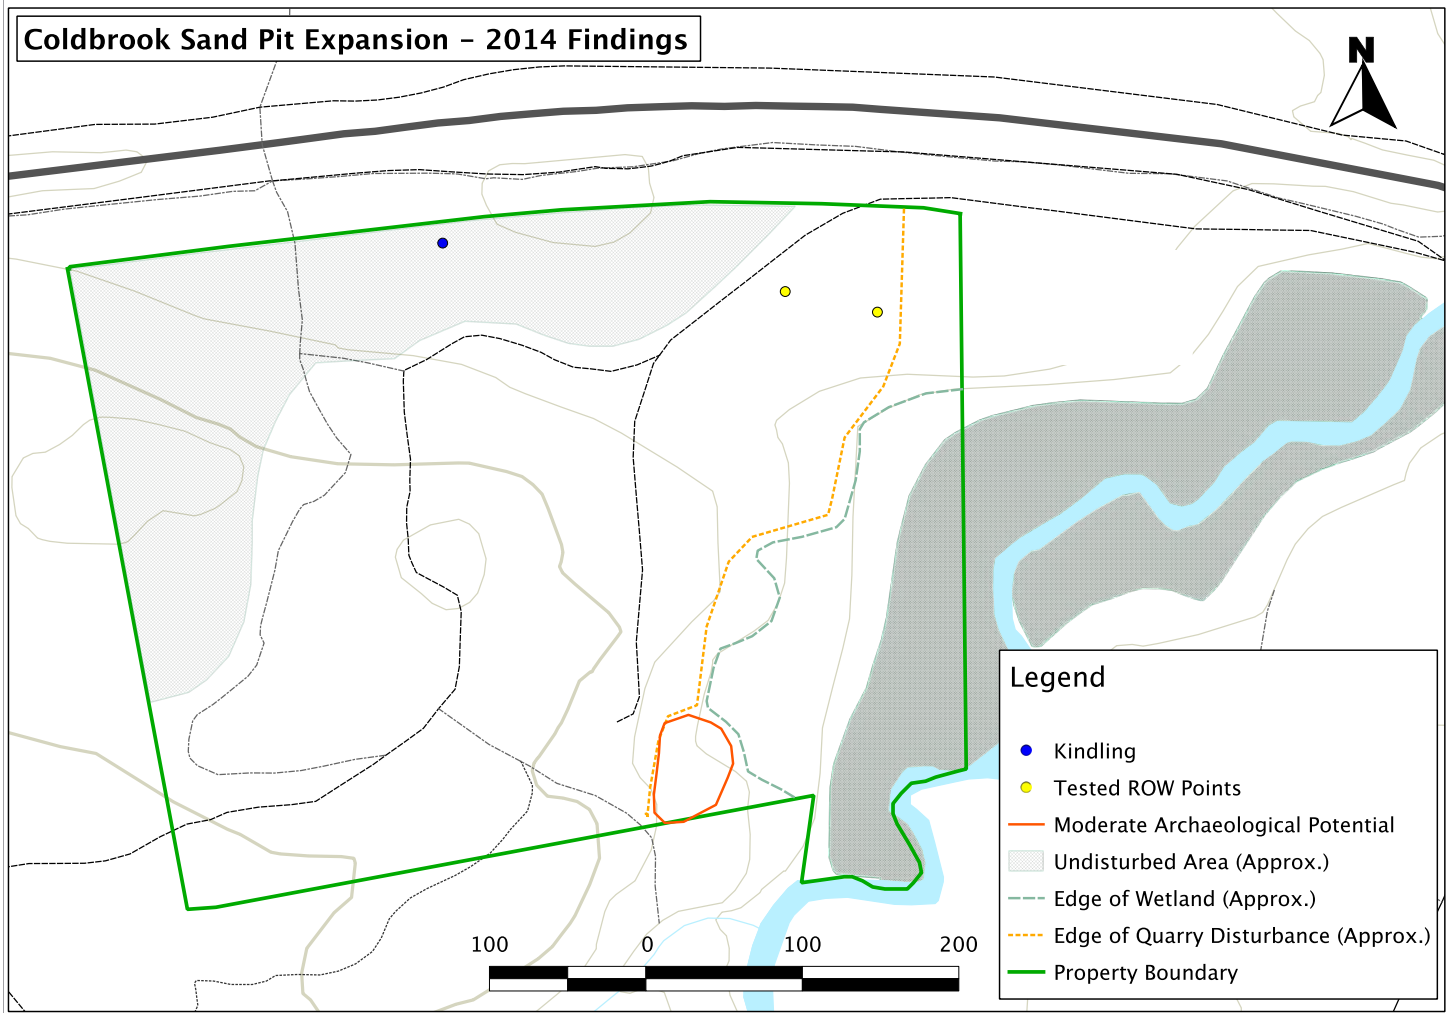 Coldbrook Sand Pit Expansion - 2014 Findings
N
Legend
Kindling
Tested ROW Points
Moderate Archaeological Potential
Undisturbed Area (Approx.)
Edge of Wetland (Approx.)
Edge of Quarry Disturbance (Approx.)
Property Boundary
100 0 100 200